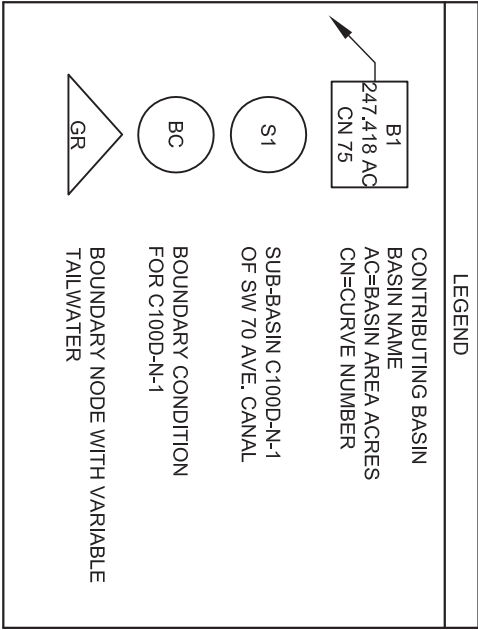 LEGEND
B1
247.418 AC
CN 75
CONTRIBUTING BASIN
BASIN NAME
AC=BASIN AREA ACRES
CN=CURVE NUMBER
S1
SUB-BASIN C100D-N-1
OF SW 70 AVE. CANAL
BC
BOUNDARY CONDITION
FOR C100D-N-1
GR
BOUNDARY NODE WITH VARIABLE
TAILWATER